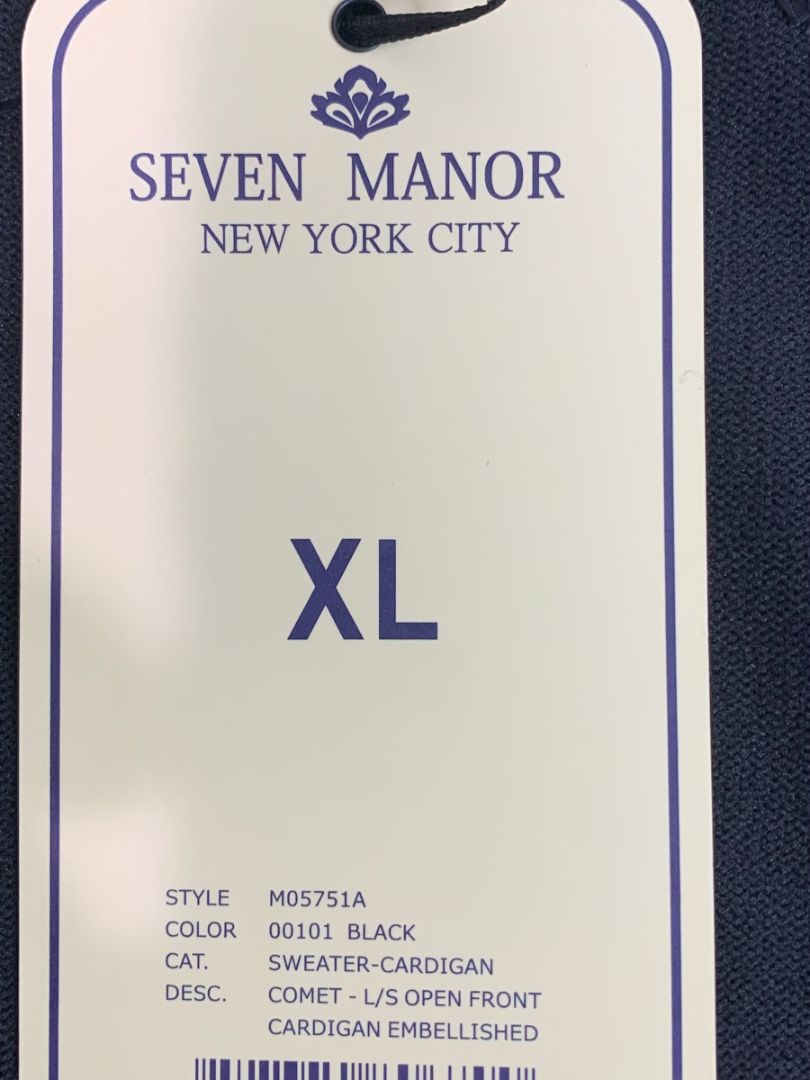 SEVEN MANOR
NEW YORK CITY
XL
STYLE M05751A
COLOR 00101 BLACK
CAT. SWEATER-CARDIGAN
DESC. COMET - L/S OPEN FRONT
CARDIGAN EMBELLISHED